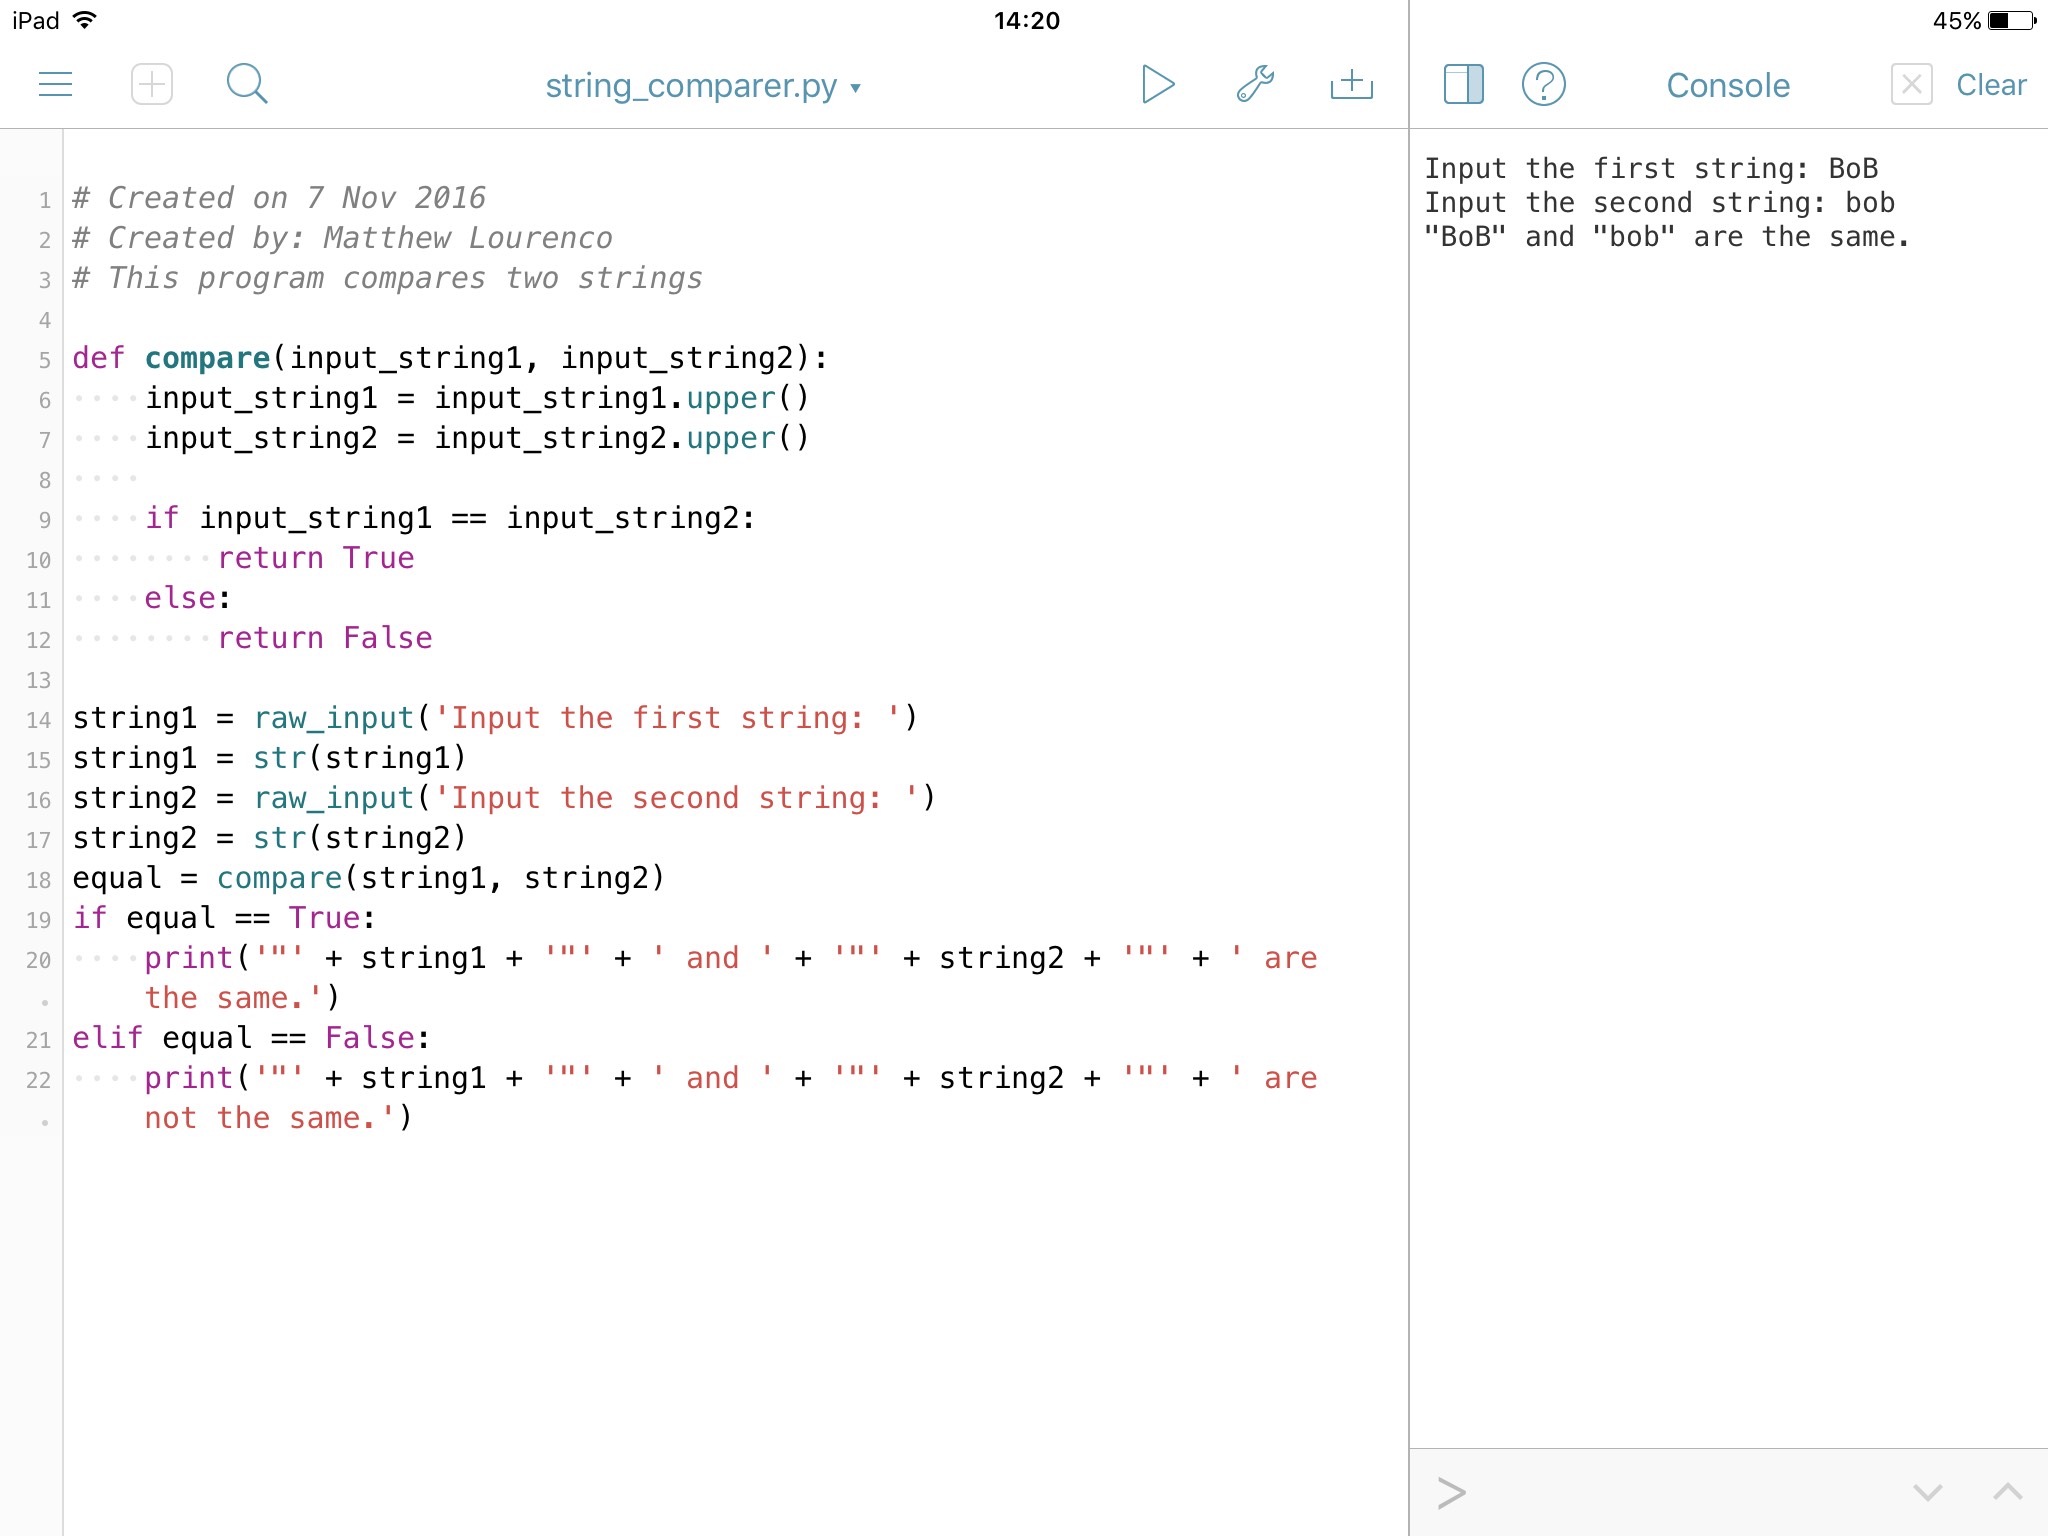 iPad 14:20 45%
string_comparer.py ▾ Console Clear
1 # Created on 7 Nov 2016
2 # Created by: Matthew Lourenco
3 # This program compares two strings
4
5 def compare(input_string1, input_string2):
6     input_string1 = input_string1.upper()
7     input_string2 = input_string2.upper()
8
9     if input_string1 == input_string2:
10         return True
11     else:
12         return False
13
14 string1 = raw_input('Input the first string: ')
15 string1 = str(string1)
16 string2 = raw_input('Input the second string: ')
17 string2 = str(string2)
18 equal = compare(string1, string2)
19 if equal == True:
20     print('"' + string1 + '"' + ' and ' + '"' + string2 + '"' + ' are
    the same.')
21 elif equal == False:
22     print('"' + string1 + '"' + ' and ' + '"' + string2 + '"' + ' are
    not the same.')
Input the first string: BoB
Input the second string: bob
"BoB" and "bob" are the same.
>